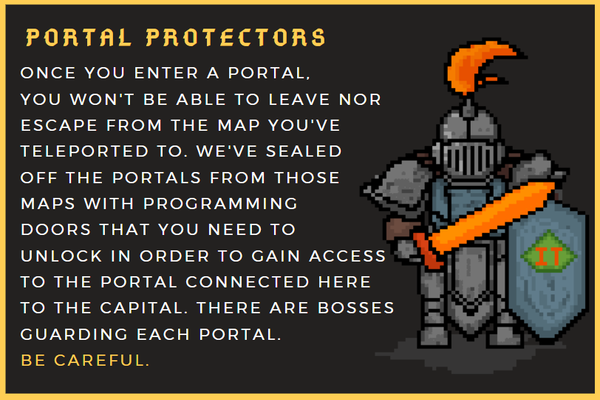 PORTAL PROTECTORS
ONCE YOU ENTER A PORTAL,
YOU WON'T BE ABLE TO LEAVE NOR
ESCAPE FROM THE MAP YOU'VE
TELEPORTED TO. WE'VE SEALED
OFF THE PORTALS FROM THOSE
MAPS WITH PROGRAMMING
DOORS THAT YOU NEED TO
UNLOCK IN ORDER TO GAIN ACCESS
TO THE PORTAL CONNECTED HERE
TO THE CAPITAL. THERE ARE BOSSES
GUARDING EACH PORTAL.
BE CAREFUL.
IT